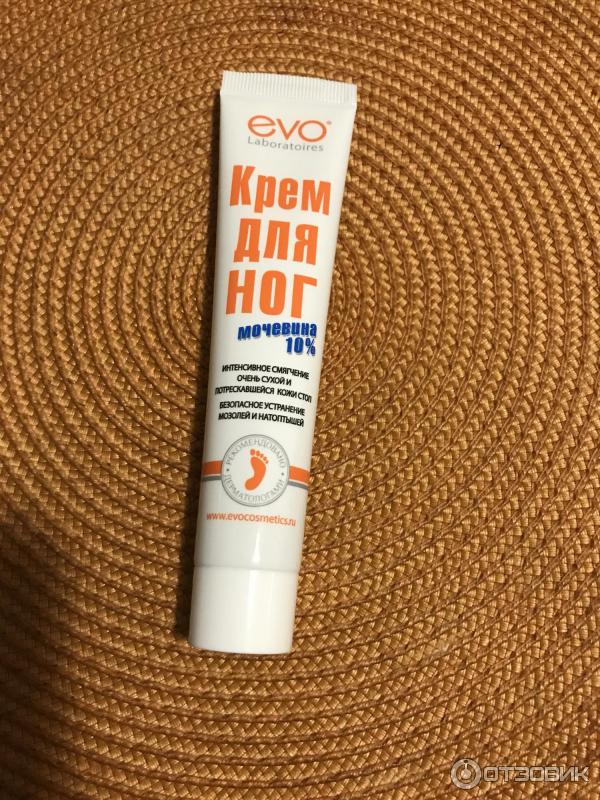 evo®
Laboratoires
Крем
для
ног
мочевина
10%
ИНТЕНСИВНОЕ СМЯГЧЕНИЕ
ОЧЕНЬ СУХОЙ И
ПОТРЕСКАВШЕЙСЯ КОЖИ СТОП
БЕЗОПАСНОЕ УСТРАНЕНИЕ
МОЗОЛЕЙ И НАТОПТЫШЕЙ
• РЕКОМЕНДОВАНО •
ДЕРМАТОЛОГАМИ
www.evocosmetics.ru
ОТЗОВИК